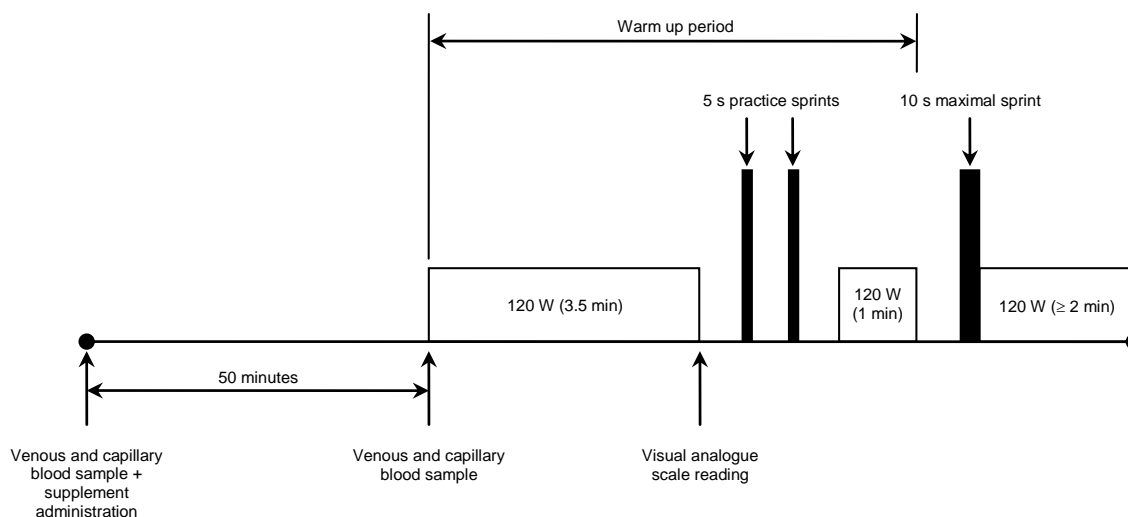 Warm up period
5 s practice sprints
10 s maximal sprint
120 W (3.5 min)
120 W
(1 min)
120 W (≥ 2 min)
50 minutes
Venous and capillary
blood sample +
supplement
administration
Venous and capillary
blood sample
Visual analogue
scale reading